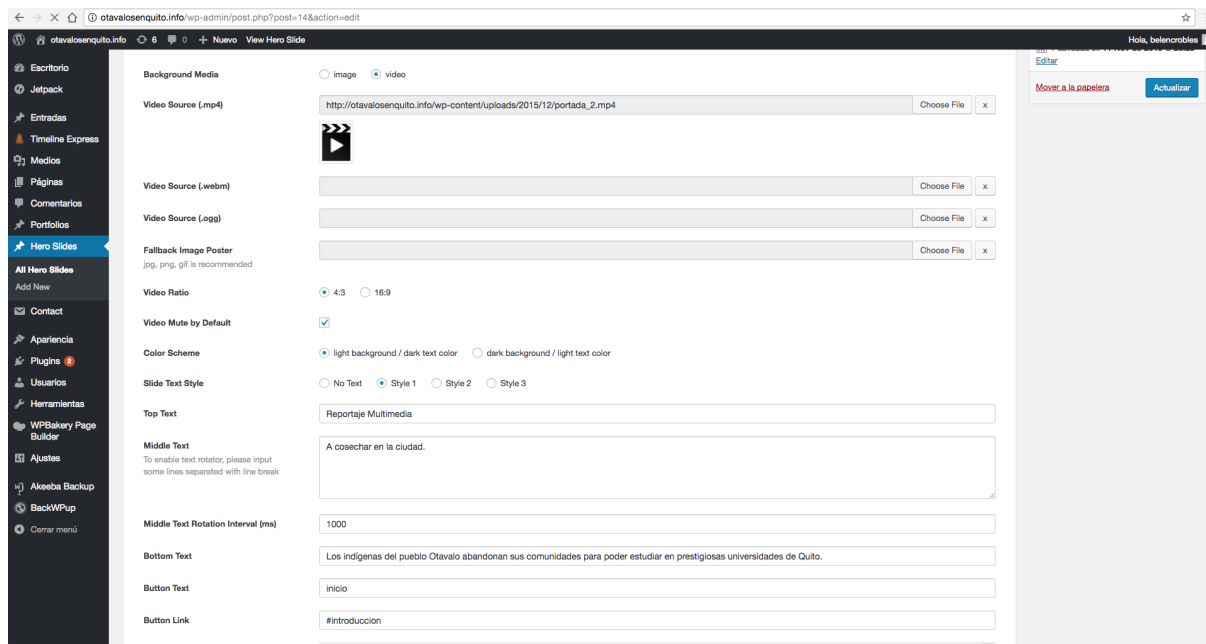 otavalosenquito.info/wp-admin/post.php?post=14&action=edit
otavalosenquito.info 6 0 + Nuevo View Hero Slide Hola, belencrobles
Escritorio
Jetpack
Entradas
Timeline Express
Medios
Páginas
Comentarios
Portfolios
Hero Slides
All Hero Slides
Add New
Contact
Apariencia
Plugins 2
Usuarios
Herramientas
WPBakery Page
Builder
Ajustes
Akeeba Backup
BackWPup
Cerrar menú
Background Media image video
Video Source (.mp4) http://otavalosenquito.info/wp-content/uploads/2015/12/portada_2.mp4 Choose File x
Video Source (.webm) Choose File x
Video Source (.ogg) Choose File x
Fallback Image Poster Choose File x
jpg, png, gif is recommended
Video Ratio 4:3 16:9
Video Mute by Default
Color Scheme light background / dark text color dark background / light text color
Slide Text Style No Text Style 1 Style 2 Style 3
Top Text Reportaje Multimedia
Middle Text A cosechar en la ciudad.
To enable text rotator, please input
some lines separated with line break
Middle Text Rotation Interval (ms) 1000
Bottom Text Los indígenas del pueblo Otavalo abandonan sus comunidades para poder estudiar en prestigiosas universidades de Quito.
Button Text inicio
Button Link #introduccion
Editar
Mover a la papelera Actualizar